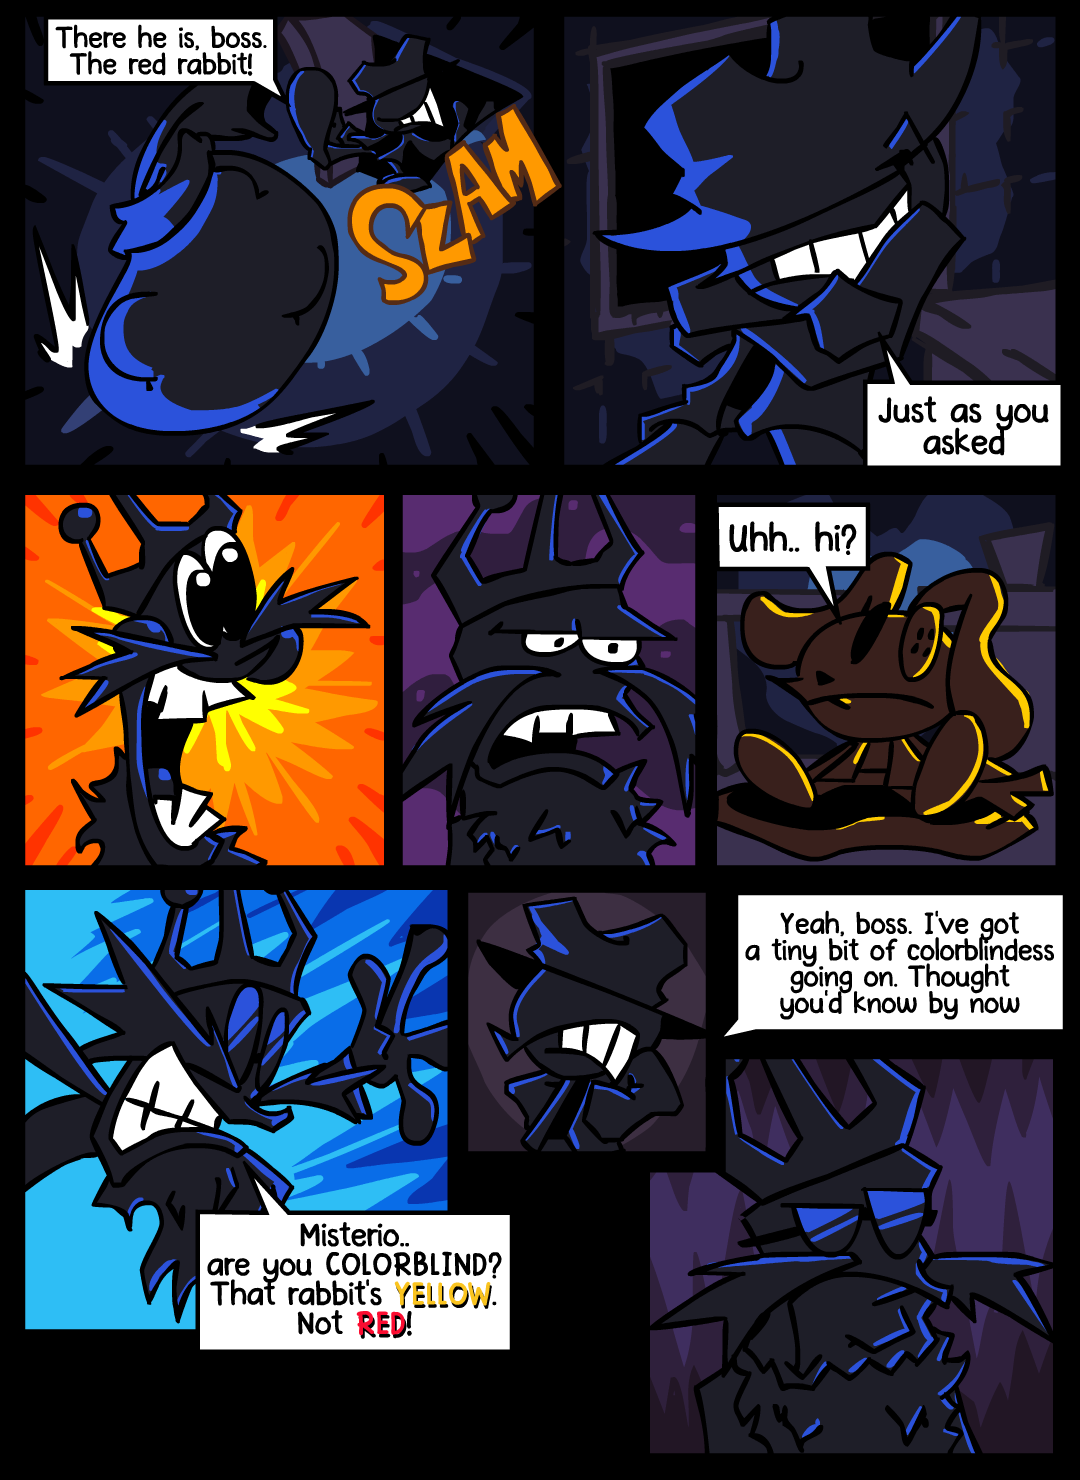 There he is, boss.
The red rabbit!
SLAM
Just as you
asked
Uhh.. hi?
Misterio..
are you COLORBLIND?
That rabbit's YELLOW.
Not RED!
Yeah, boss. I've got
a tiny bit of colorblindess
going on. Thought
you'd know by now